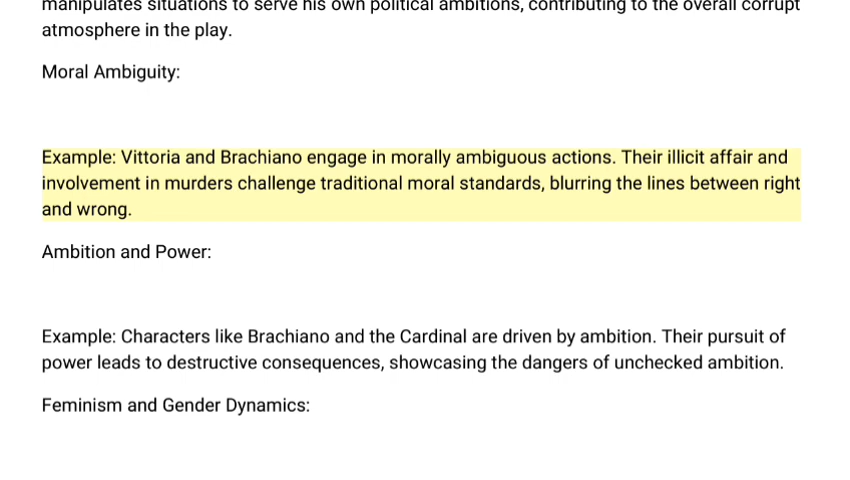 manipulates situations to serve his own political ambitions, contributing to the overall corrupt
atmosphere in the play.
Moral Ambiguity:
Example: Vittoria and Brachiano engage in morally ambiguous actions. Their illicit affair and
involvement in murders challenge traditional moral standards, blurring the lines between right
and wrong.
Ambition and Power:
Example: Characters like Brachiano and the Cardinal are driven by ambition. Their pursuit of
power leads to destructive consequences, showcasing the dangers of unchecked ambition.
Feminism and Gender Dynamics: